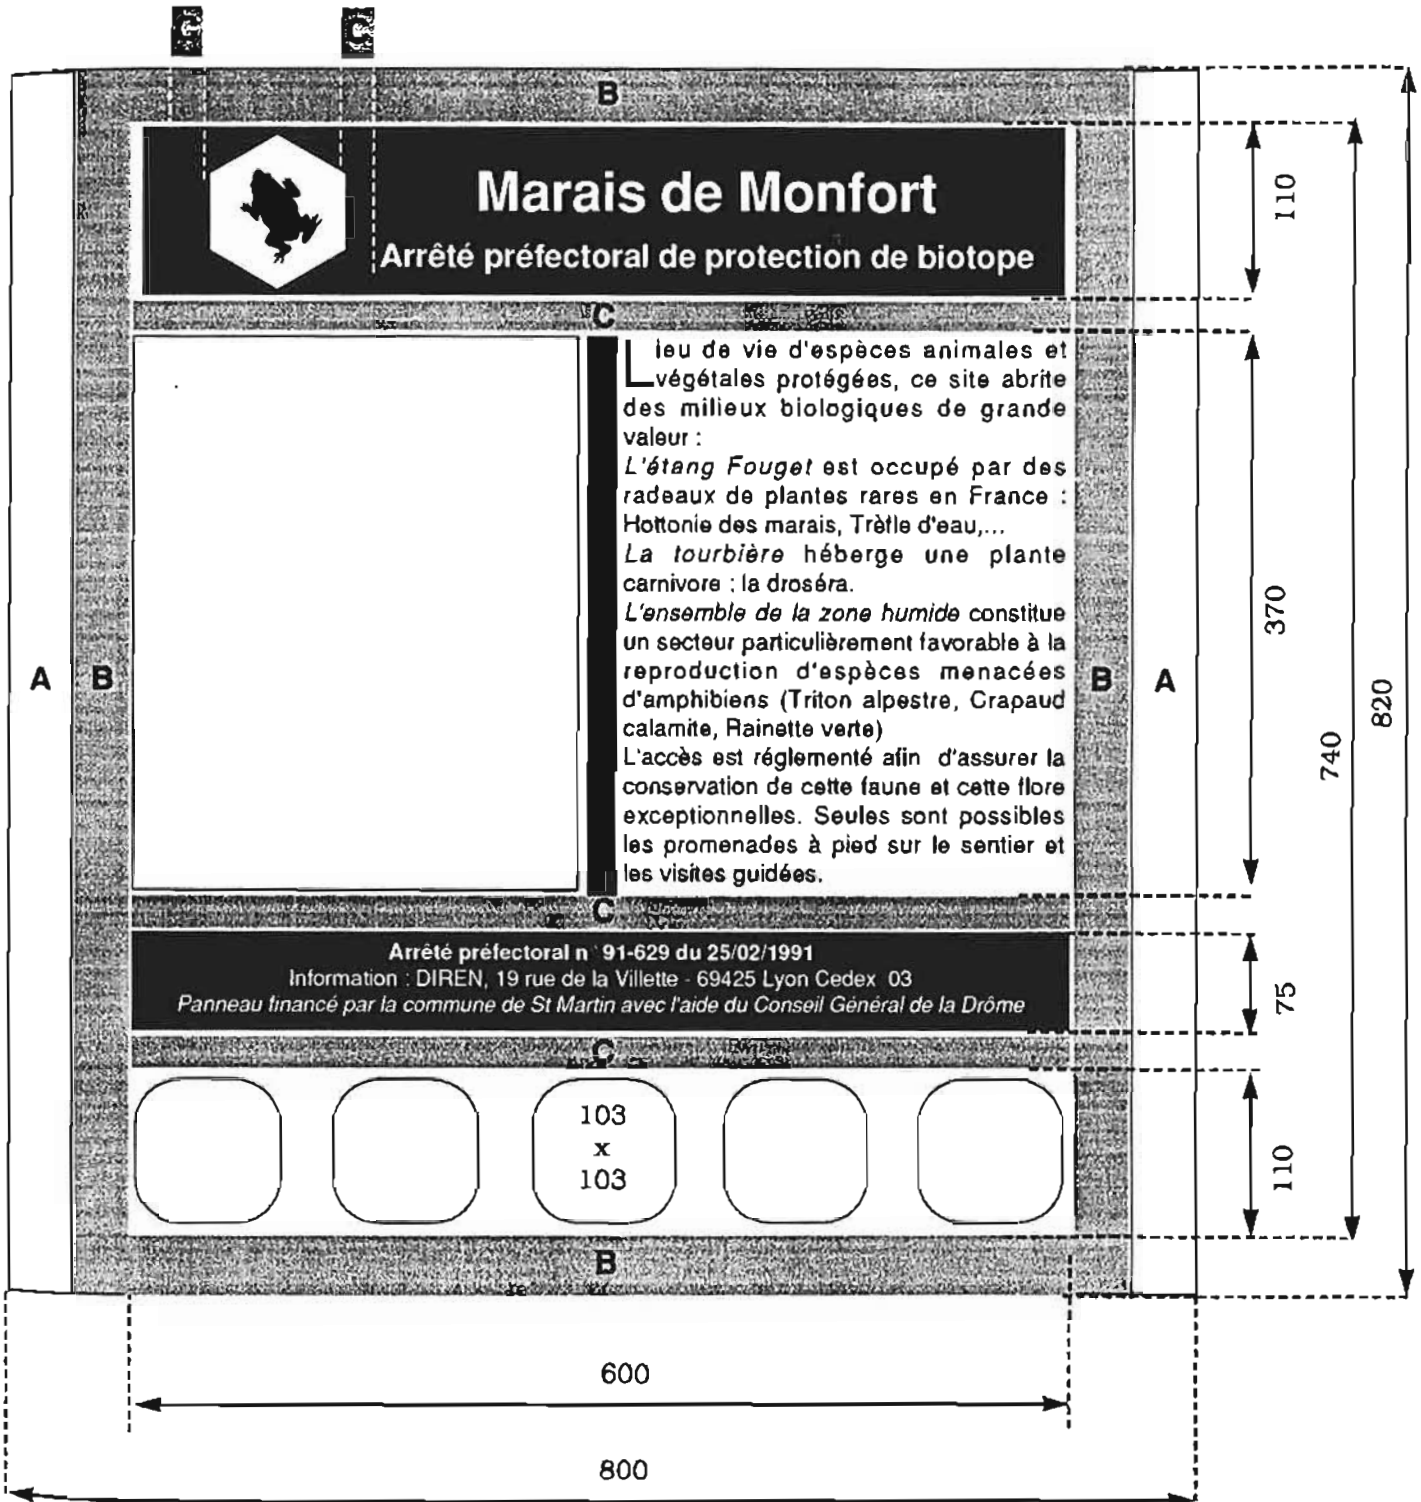 C C
B
Marais de Monfort
Arrêté préfectoral de protection de biotope
C
Lieu de vie d'espèces animales et
végétales protégées, ce site abrite
des milieux biologiques de grande
valeur :
L'étang Fouget est occupé par des
radeaux de plantes rares en France :
Hottonie des marais, Trèfle d'eau,...
La tourbière héberge une plante
carnivore : la droséra.
L'ensemble de la zone humide constitue
un secteur particulièrement favorable à la
reproduction d'espèces menacées
d'amphibiens (Triton alpestre, Crapaud
calamite, Rainette verte)
L'accès est réglementé afin d'assurer la
conservation de cette faune et cette flore
exceptionnelles. Seules sont possibles
les promenades à pied sur le sentier et
les visites guidées.
A B B A
C
Arrêté préfectoral n° 91-629 du 25/02/1991
Information : DIREN, 19 rue de la Villette - 69425 Lyon Cedex 03
Panneau financé par la commune de St Martin avec l'aide du Conseil Général de la Drôme
C
103
x
103
B
110
370
75
110
740
820
600
800